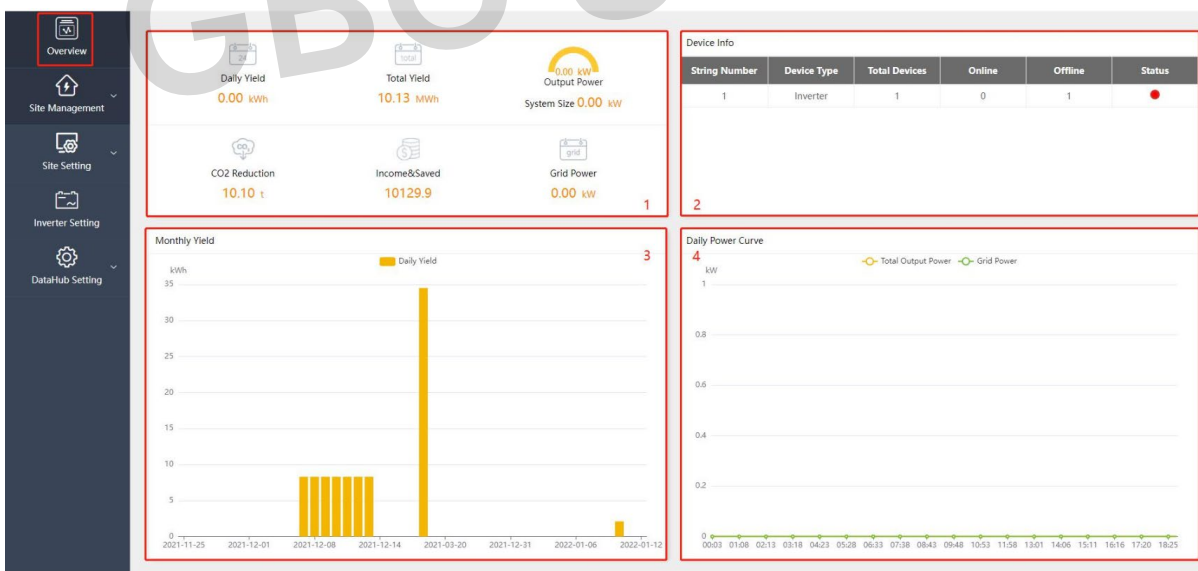 Overview
Site Management
Site Setting
Inverter Setting
DataHub Setting
24
Daily Yield
0.00 kWh
total
Total Yield
10.13 MWh
0.00 kW
Output Power
System Size 0.00 kW
CO2
CO2 Reduction
10.10 t
$
Income&Saved
10129.9
grid
Grid Power
0.00 kW
1
Device Info
String Number Device Type Total Devices Online Offline Status
1 Inverter 1 0 1
2
Monthly Yield
3
Daily Yield
kWh
35
30
25
20
15
10
5
0
2021-11-25 2021-12-01 2021-12-08 2021-12-14 2021-03-20 2021-12-31 2022-01-06 2022-01-12
Daily Power Curve
4
Total Output Power Grid Power
kW
1
0.8
0.6
0.4
0.2
0
00:03 01:08 02:13 03:18 04:23 05:28 06:33 07:38 08:43 09:48 10:53 11:58 13:01 14:06 15:11 16:16 17:20 18:25